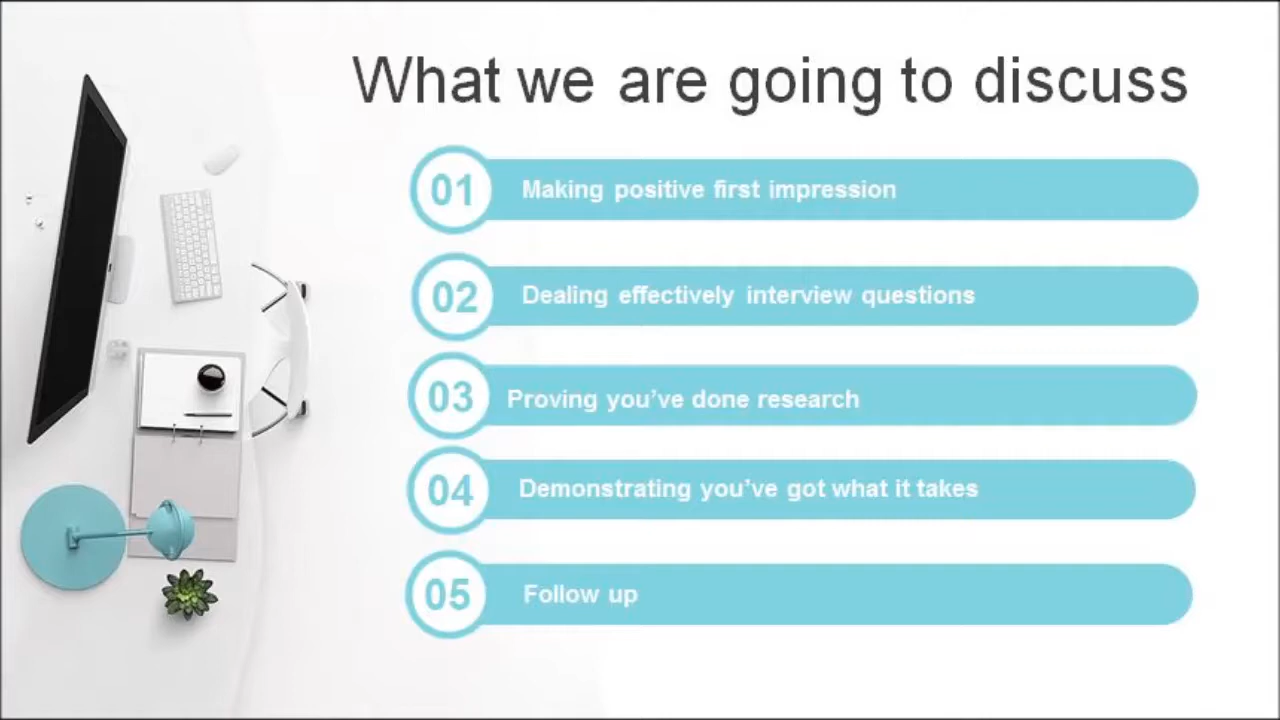 What we are going to discuss
01 Making positive first impression
02 Dealing effectively interview questions
03 Proving you’ve done research
04 Demonstrating you’ve got what it takes
05 Follow up